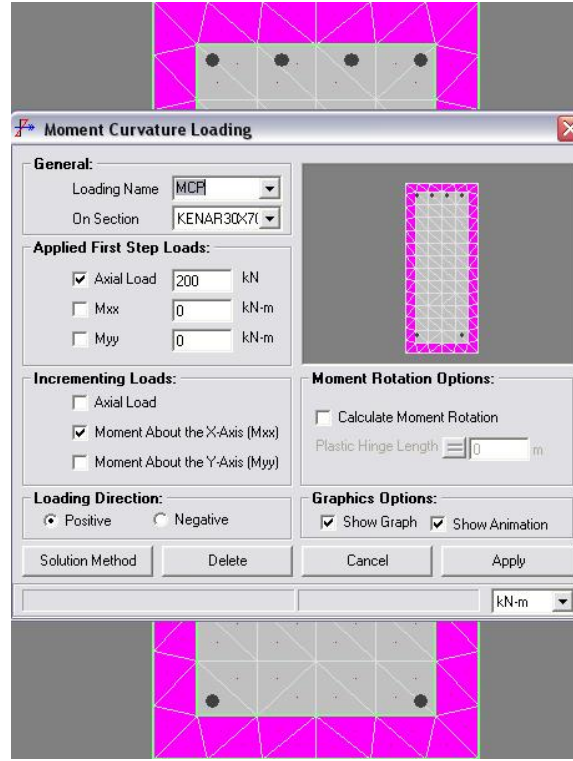 Moment Curvature Loading
General:
Loading Name MCP
On Section KENAR30X7(
Applied First Step Loads:
Axial Load 200 kN
Mxx 0 kN-m
Myy 0 kN-m
Incrementing Loads:
Axial Load
Moment About the X-Axis (Mxx)
Moment About the Y-Axis (Myy)
Moment Rotation Options:
Calculate Moment Rotation
Plastic Hinge Length = 0 m
Loading Direction:
Positive Negative
Graphics Options:
Show Graph Show Animation
Solution Method Delete Cancel Apply
kN-m